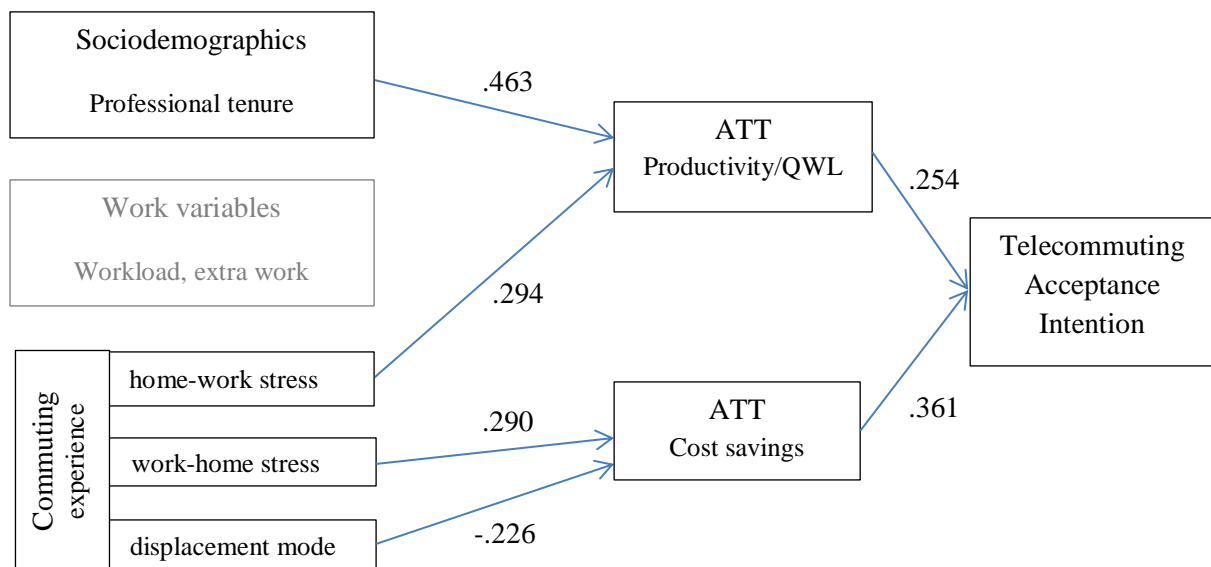 Sociodemographics
Professional tenure
.463
ATT
Productivity/QWL
.254
Work variables
Workload, extra work
.294
Telecommuting
Acceptance
Intention
Commuting
experience
home-work stress
work-home stress
displacement mode
.290
-.226
ATT
Cost savings
.361